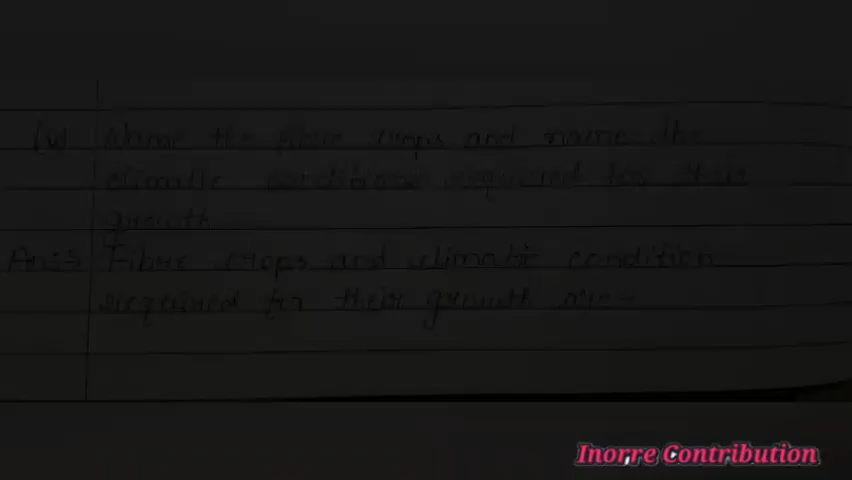 (v) Name the fibre crops and name the
climatic conditions required for their
growth.
Ans:→ Fibre crops and climatic condition
required for their growth are:-
Inorre Contribution